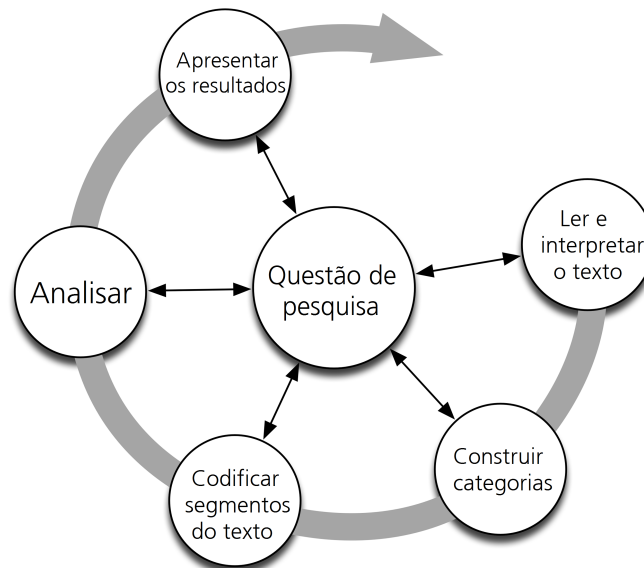 Apresentar
os resultados
Ler e
interpretar
o texto
Questão de
pesquisa
Analisar
Construir
categorias
Codificar
segmentos
do texto